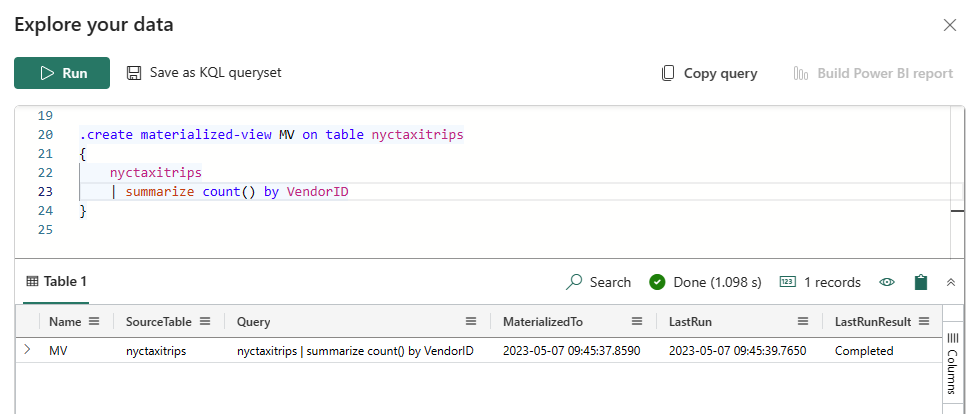 Explore your data
Run
Save as KQL queryset
Copy query
Build Power BI report
19
20 .create materialized-view MV on table nyctaxitrips
21 {
22 nyctaxitrips
23 | summarize count() by VendorID
24 }
25
Table 1
Search
Done (1.098 s)
123
1 records
Name SourceTable Query MaterializedTo LastRun LastRunResult
MV nyctaxitrips nyctaxitrips | summarize count() by VendorID 2023-05-07 09:45:37.8590 2023-05-07 09:45:39.7650 Completed
Columns